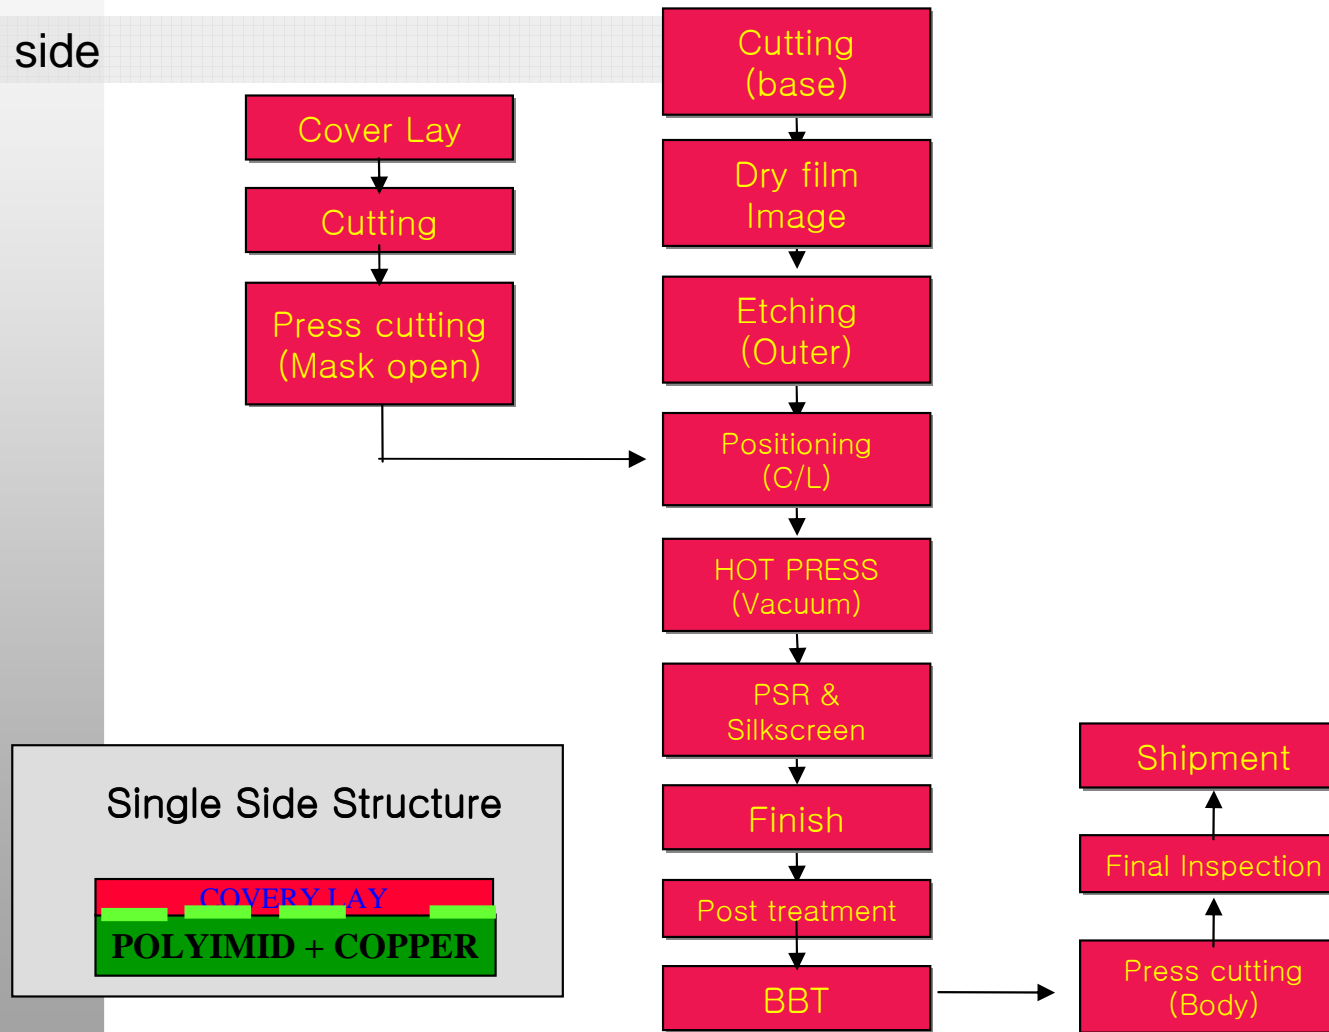 side
Cutting
(base)
Cover Lay
Dry film
Image
Cutting
Press cutting
(Mask open)
Etching
(Outer)
Positioning
(C/L)
HOT PRESS
(Vacuum)
PSR &
Silkscreen
Finish
Post treatment
BBT
Shipment
Final Inspection
Press cutting
(Body)
Single Side Structure
COVERY LAY
POLYIMID + COPPER